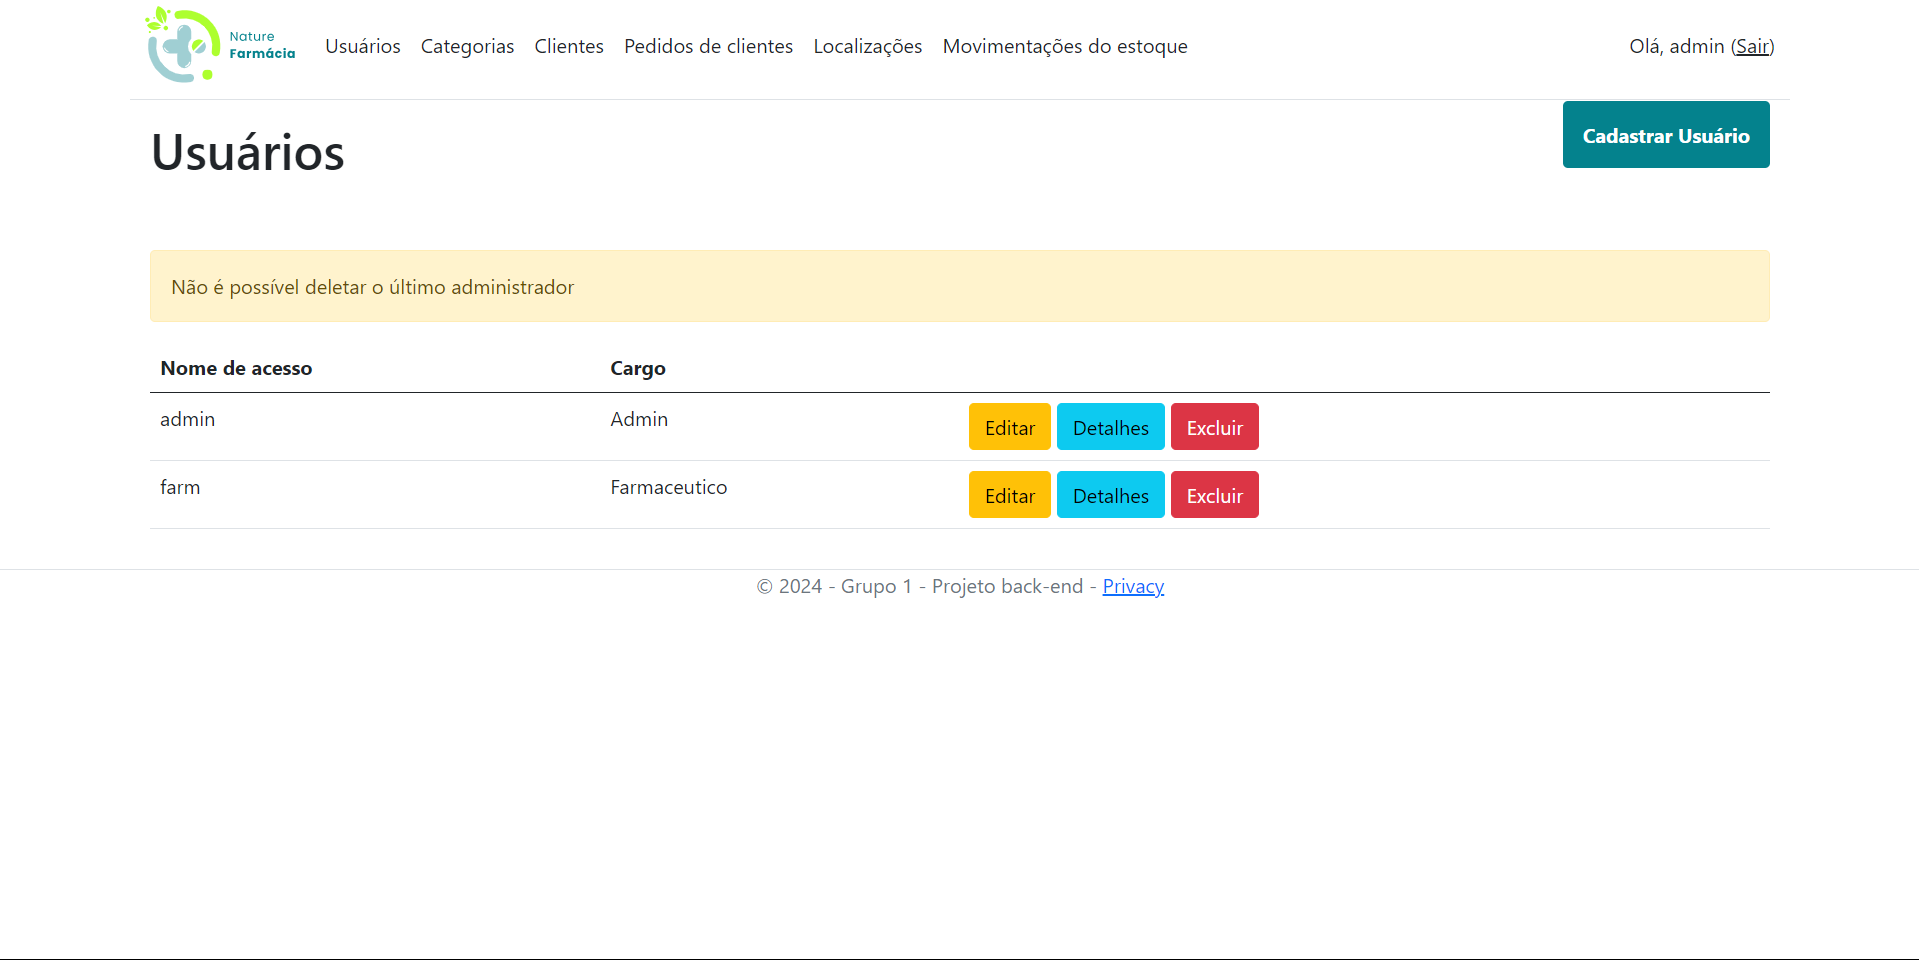 Nature
Farmácia
Usuários Categorias Clientes Pedidos de clientes Localizações Movimentações do estoque Olá, admin (Sair)
Usuários
Cadastrar Usuário
Não é possível deletar o último administrador
Nome de acesso Cargo
admin Admin Editar Detalhes Excluir
farm Farmaceutico Editar Detalhes Excluir
© 2024 - Grupo 1 - Projeto back-end - Privacy